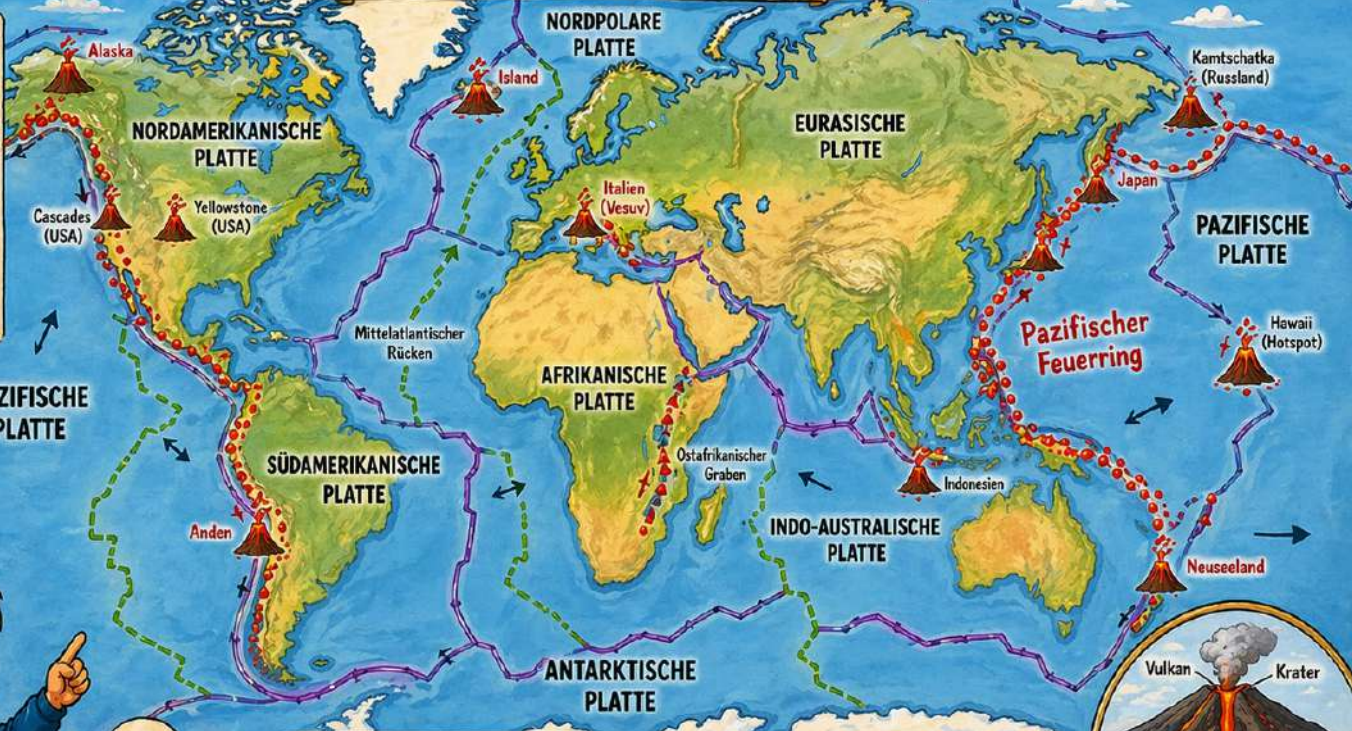 NORDPOLARE
PLATTE
Alaska
Island
Kamtschatka
(Russland)
NORDAMERIKANISCHE
PLATTE
EURASISCHE
PLATTE
Japan
Cascades
(USA)
Yellowstone
(USA)
Italien
(Vesuv)
PAZIFISCHE
PLATTE
Mittelatlantischer
Rücken
Pazifischer
Feuerring
Hawaii
(Hotspot)
ZIFISCHE
PLATTE
AFRIKANISCHE
PLATTE
SÜDAMERIKANISCHE
PLATTE
Ostafrikanischer
Graben
Indonesien
Anden
INDO-AUSTRALISCHE
PLATTE
Neuseeland
ANTARKTISCHE
PLATTE
Vulkan
Krater